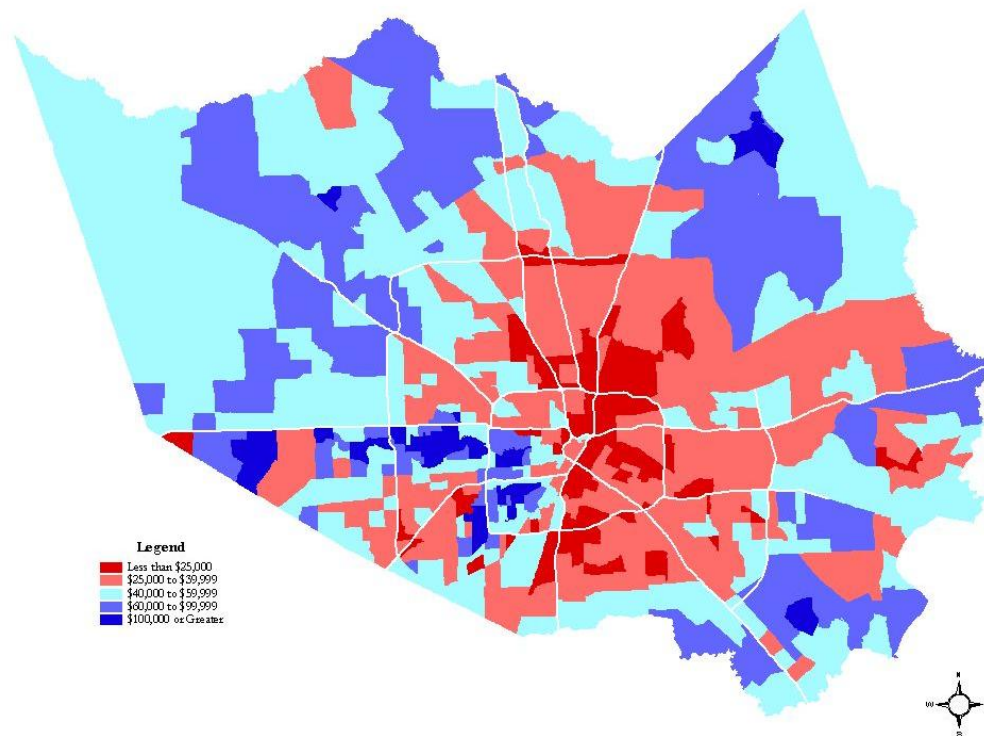 Legend
Less than $25,000
$25,000 to $39,999
$40,000 to $59,999
$60,000 to $99,999
$100,000 or Greater
N
W E
S